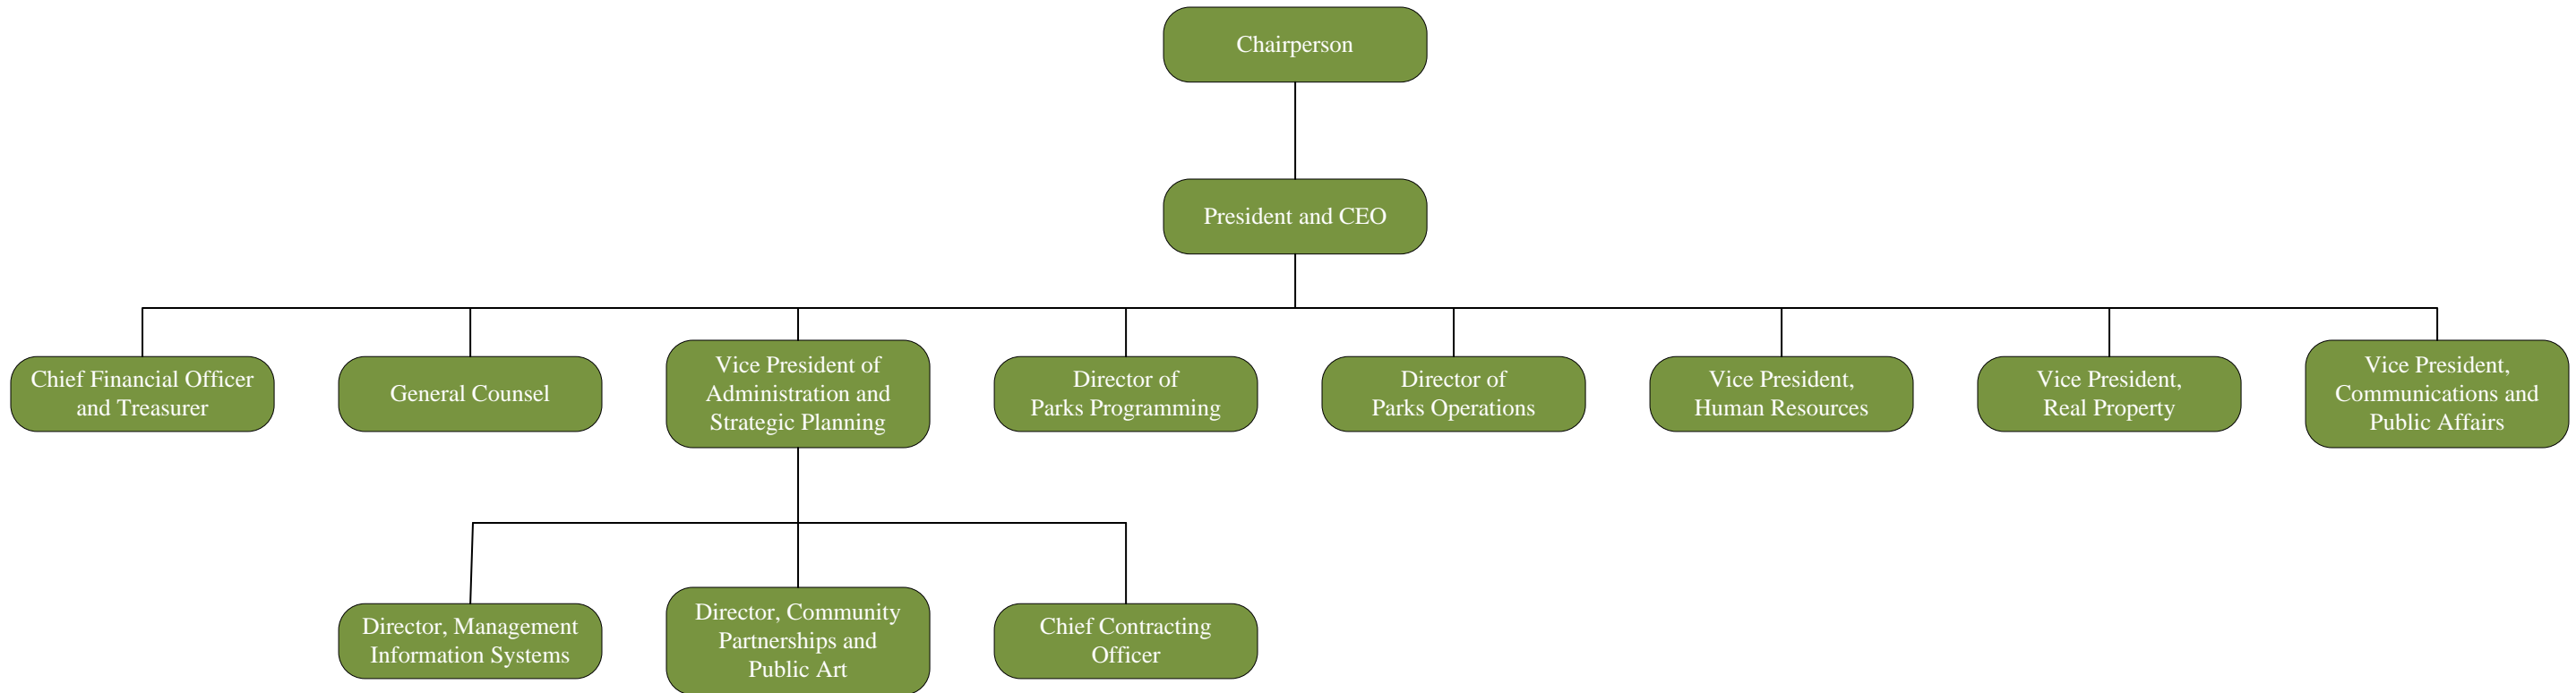 Chairperson
President and CEO
Chief Financial Officer
and Treasurer
General Counsel
Vice President of
Administration and
Strategic Planning
Director of
Parks Programming
Director of
Parks Operations
Vice President,
Human Resources
Vice President,
Real Property
Vice President,
Communications and
Public Affairs
Director, Management
Information Systems
Director, Community
Partnerships and
Public Art
Chief Contracting
Officer